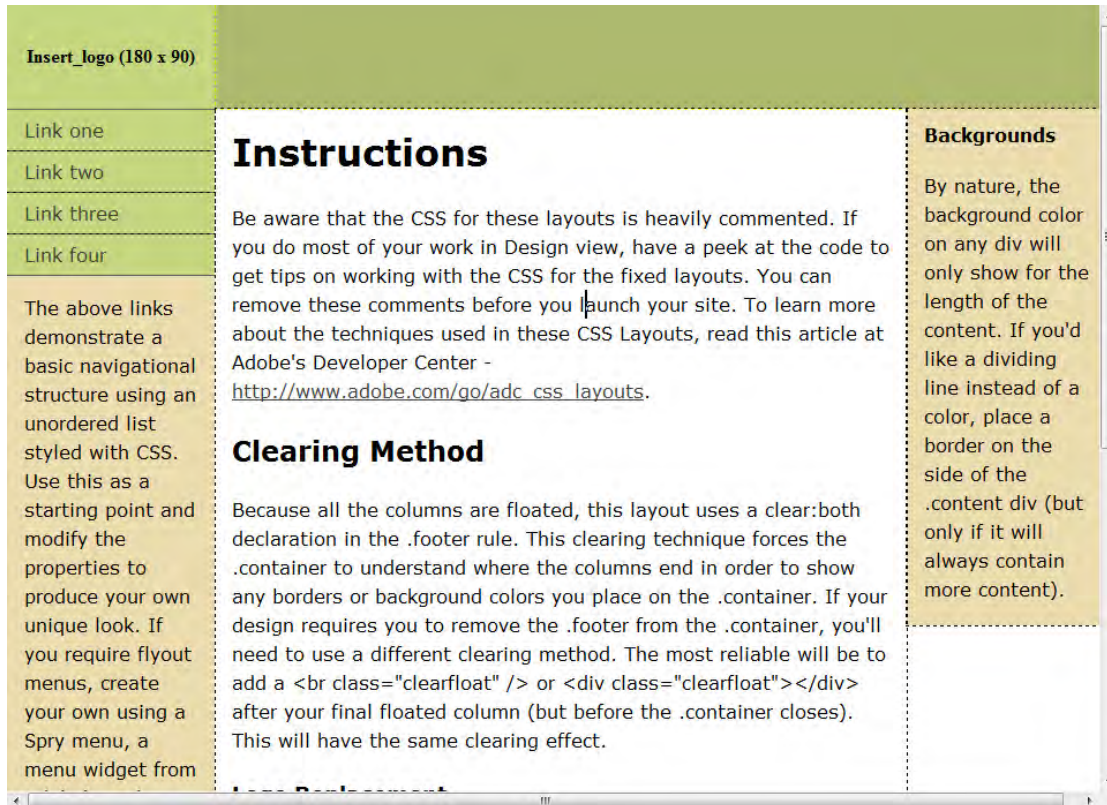 Insert_logo (180 x 90)
Link one
Link two
Link three
Link four
The above links
demonstrate a
basic navigational
structure using an
unordered list
styled with CSS.
Use this as a
starting point and
modify the
properties to
produce your own
unique look. If
you require flyout
menus, create
your own using a
Spry menu, a
menu widget from
Instructions
Be aware that the CSS for these layouts is heavily commented. If
you do most of your work in Design view, have a peek at the code to
get tips on working with the CSS for the fixed layouts. You can
remove these comments before you launch your site. To learn more
about the techniques used in these CSS Layouts, read this article at
Adobe's Developer Center -
http://www.adobe.com/go/adc_css_layouts.
Clearing Method
Because all the columns are floated, this layout uses a clear:both
declaration in the .footer rule. This clearing technique forces the
.container to understand where the columns end in order to show
any borders or background colors you place on the .container. If your
design requires you to remove the .footer from the .container, you'll
need to use a different clearing method. The most reliable will be to
add a <br class="clearfloat" /> or <div class="clearfloat"></div>
after your final floated column (but before the .container closes).
This will have the same clearing effect.
Logo Replacement
Backgrounds
By nature, the
background color
on any div will
only show for the
length of the
content. If you'd
like a dividing
line instead of a
color, place a
border on the
side of the
.content div (but
only if it will
always contain
more content).